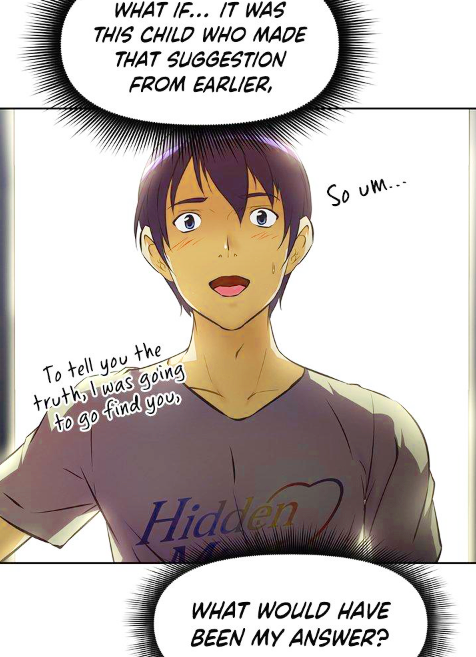 WHAT IF... IT WAS
THIS CHILD WHO MADE
THAT SUGGESTION
FROM EARLIER,
So um...
To tell you the
truth, I was going
to go find you,
Hidden
WHAT WOULD HAVE
BEEN MY ANSWER?